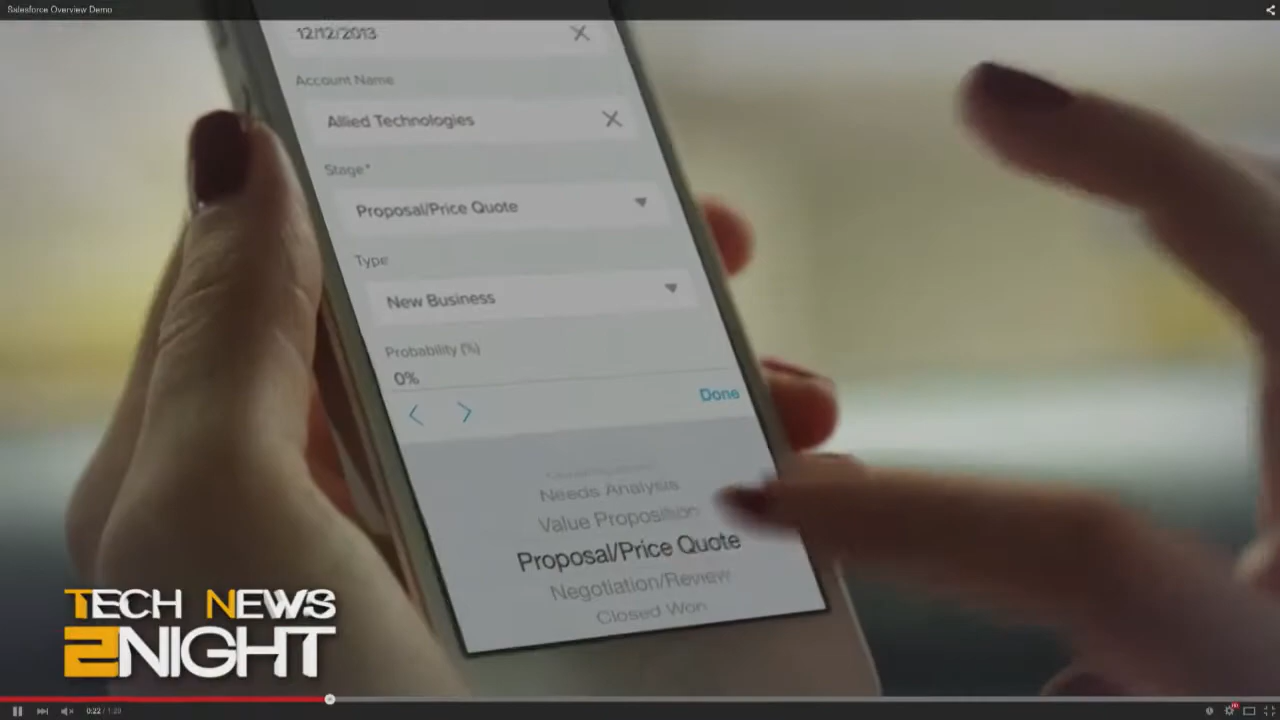 Salesforce Overview Demo
12/12/2013
Account Name
Allied Technologies
Stage*
Proposal/Price Quote
Type
New Business
Probability (%)
0%
Done
Needs Analysis
Value Proposition
Proposal/Price Quote
Negotiation/Review
Closed Won
TECH NEWS
2NIGHT
0:22 / 1:20